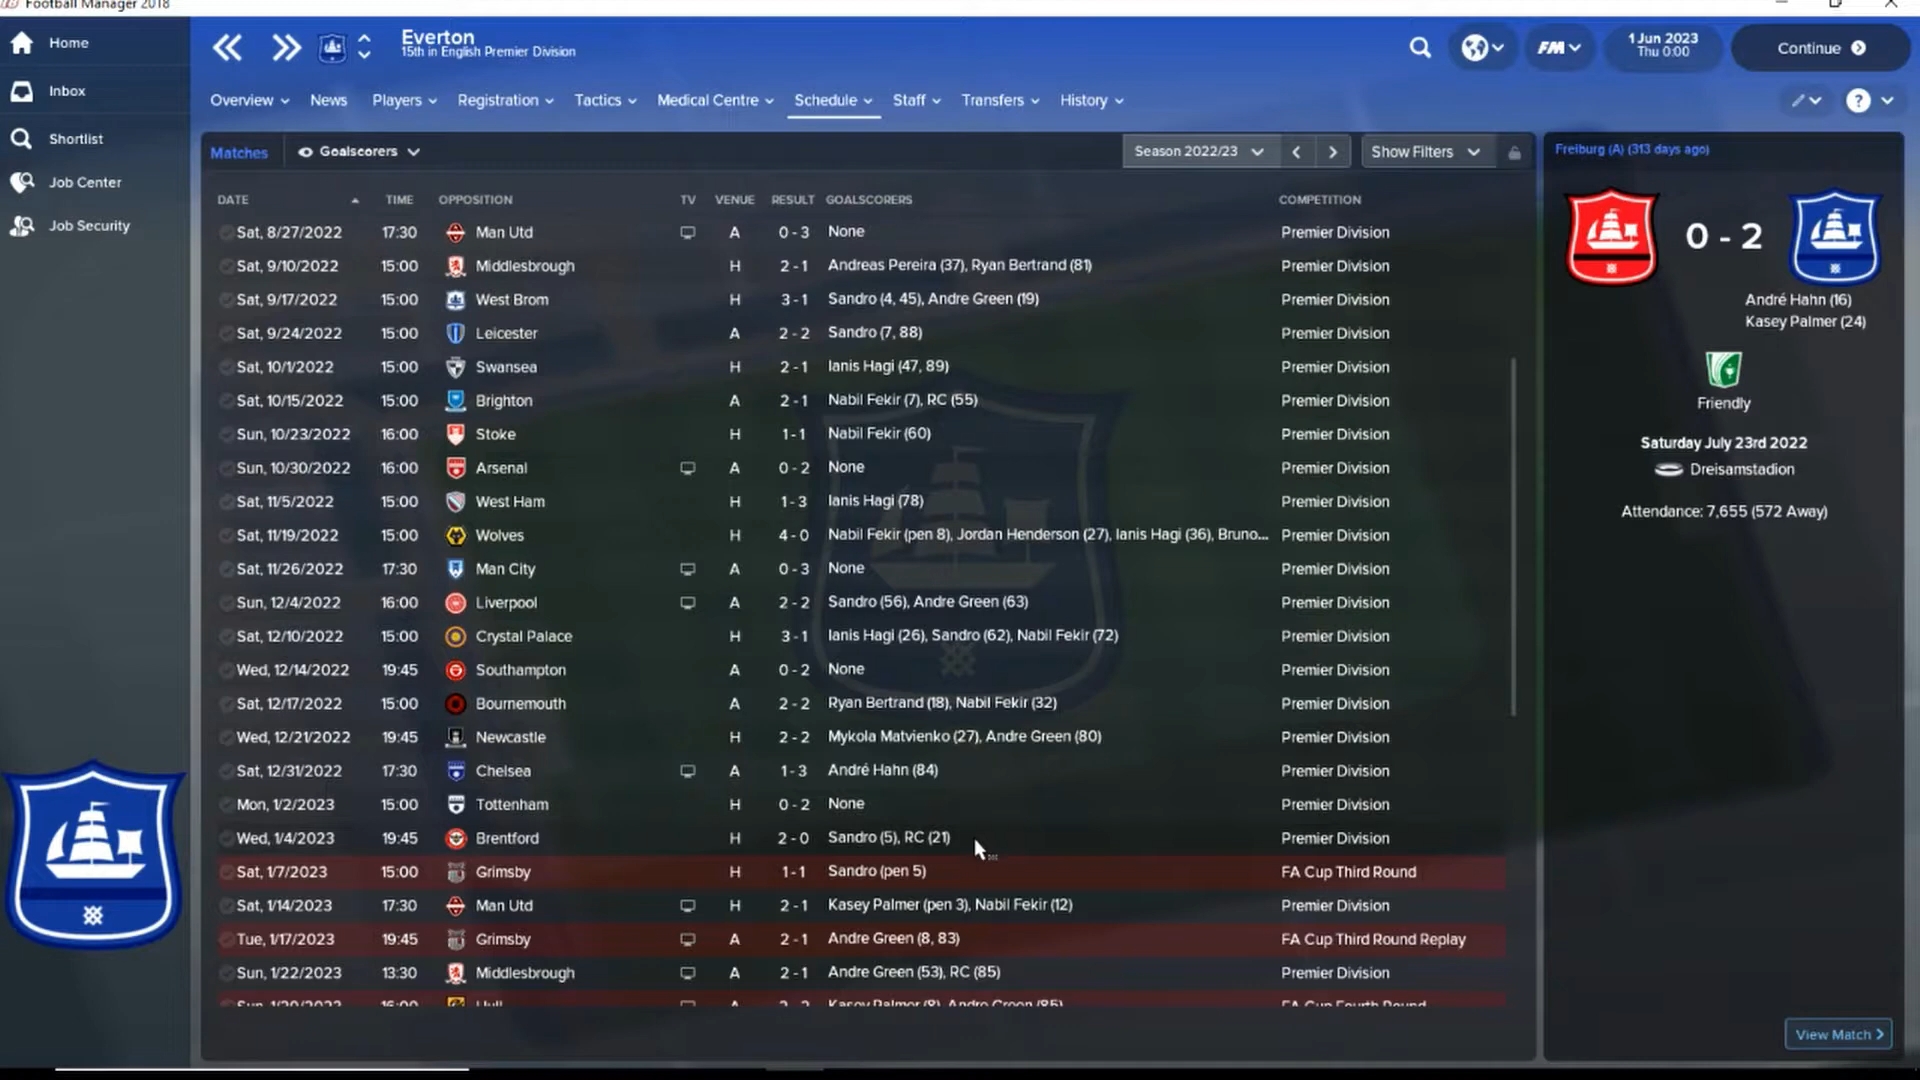 Football Manager 2018
Home
Inbox
Shortlist
Job Center
Job Security
Everton
15th in English Premier Division
FM
1 Jun 2023
Thu 0:00
Continue
Overview News Players Registration Tactics Medical Centre Schedule Staff Transfers History
?
Matches Goalscorers Season 2022/23 Show Filters
DATE TIME OPPOSITION TV VENUE RESULT GOALSCORERS COMPETITION
Sat, 8/27/2022 17:30 Man Utd A 0 - 3 None Premier Division
Sat, 9/10/2022 15:00 Middlesbrough H 2 - 1 Andreas Pereira (37), Ryan Bertrand (81) Premier Division
Sat, 9/17/2022 15:00 West Brom H 3 - 1 Sandro (4, 45), Andre Green (19) Premier Division
Sat, 9/24/2022 15:00 Leicester A 2 - 2 Sandro (7, 88) Premier Division
Sat, 10/1/2022 15:00 Swansea H 2 - 1 Ianis Hagi (47, 89) Premier Division
Sat, 10/15/2022 15:00 Brighton A 2 - 1 Nabil Fekir (7), RC (55) Premier Division
Sun, 10/23/2022 16:00 Stoke H 1 - 1 Nabil Fekir (60) Premier Division
Sun, 10/30/2022 16:00 Arsenal A 0 - 2 None Premier Division
Sat, 11/5/2022 15:00 West Ham H 1 - 3 Ianis Hagi (78) Premier Division
Sat, 11/19/2022 15:00 Wolves H 4 - 0 Nabil Fekir (pen 8), Jordan Henderson (27), Ianis Hagi (36), Bruno... Premier Division
Sat, 11/26/2022 17:30 Man City A 0 - 3 None Premier Division
Sun, 12/4/2022 16:00 Liverpool A 2 - 2 Sandro (56), Andre Green (63) Premier Division
Sat, 12/10/2022 15:00 Crystal Palace H 3 - 1 Ianis Hagi (26), Sandro (62), Nabil Fekir (72) Premier Division
Wed, 12/14/2022 19:45 Southampton A 0 - 2 None Premier Division
Sat, 12/17/2022 15:00 Bournemouth A 2 - 2 Ryan Bertrand (18), Nabil Fekir (32) Premier Division
Wed, 12/21/2022 19:45 Newcastle H 2 - 2 Mykola Matvienko (27), Andre Green (80) Premier Division
Sat, 12/31/2022 17:30 Chelsea A 1 - 3 André Hahn (84) Premier Division
Mon, 1/2/2023 15:00 Tottenham H 0 - 2 None Premier Division
Wed, 1/4/2023 19:45 Brentford H 2 - 0 Sandro (5), RC (21) Premier Division
Sat, 1/7/2023 15:00 Grimsby H 1 - 1 Sandro (pen 5) FA Cup Third Round
Sat, 1/14/2023 17:30 Man Utd H 2 - 1 Kasey Palmer (pen 3), Nabil Fekir (12) Premier Division
Tue, 1/17/2023 19:45 Grimsby A 2 - 1 Andre Green (8, 83) FA Cup Third Round Replay
Sun, 1/22/2023 13:30 Middlesbrough A 2 - 1 Andre Green (53), RC (85) Premier Division
Sun, 1/29/2023 16:00 Hull A 2 - 2 Kasey Palmer (8), Andre Green (85) FA Cup Fourth Round
Freiburg (A) (313 days ago)
0 - 2
André Hahn (16)
Kasey Palmer (24)
Friendly
Saturday July 23rd 2022
Dreisamstadion
Attendance: 7,655 (572 Away)
View Match